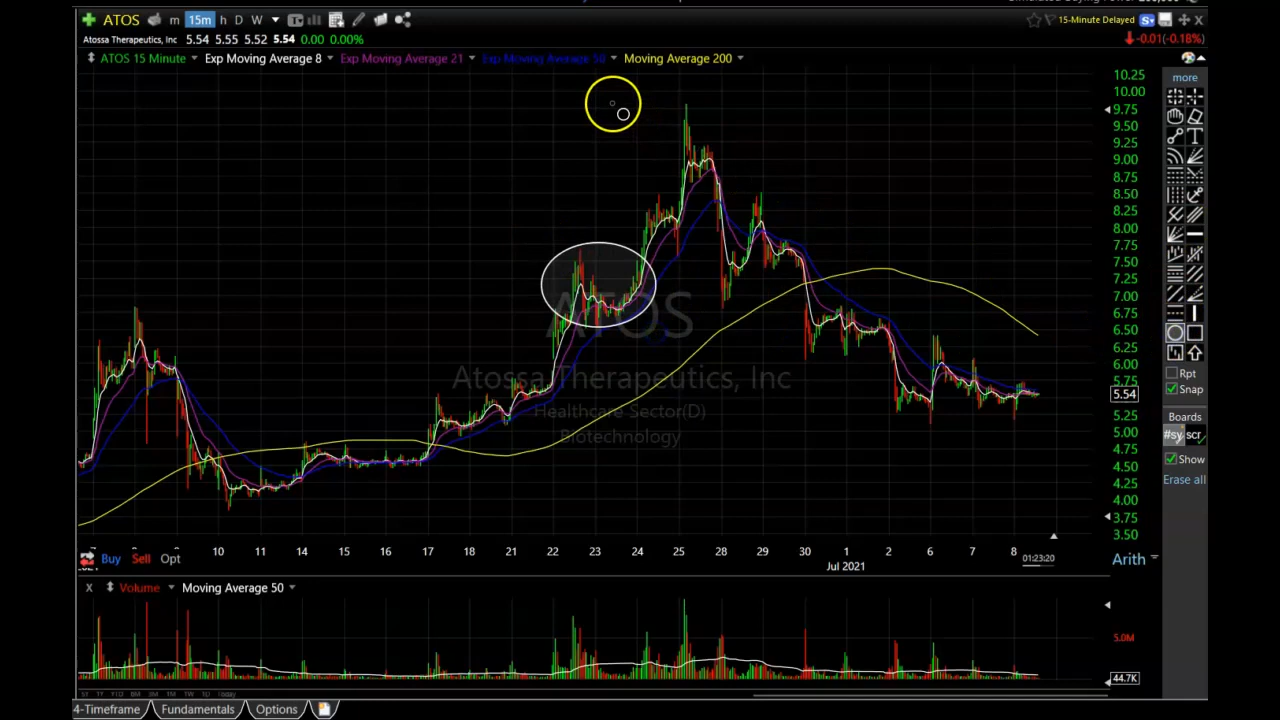 ATOS m 15m h D W TC 15-Minute Delayed S
Atossa Therapeutics, Inc 5.54 5.55 5.52 5.54 0.00 0.00% -0.01(-0.18%)
ATOS 15 Minute Exp Moving Average 8 Exp Moving Average 21 Exp Moving Average 50 Moving Average 200
more
10.25
10.00
9.75
9.50
9.25
9.00
8.75
8.50
8.25
8.00
7.75
7.50
7.25
7.00
6.75
6.50
6.25
6.00
5.75
5.54
5.25
5.00
4.75
4.50
4.25
4.00
3.75
3.50
ATOS
Atossa Therapeutics, Inc
Healthcare Sector(D)
Biotechnology
Rpt
Snap
Boards
#sy scr
Show
Erase all
10 11 14 15 16 17 18 21 22 23 24 25 28 29 30 1 2 6 7 8 01:23:20
Jul 2021
Buy Sell Opt
Arith
X Volume Moving Average 50
5.0M
44.7K
4-Timeframe Fundamentals Options